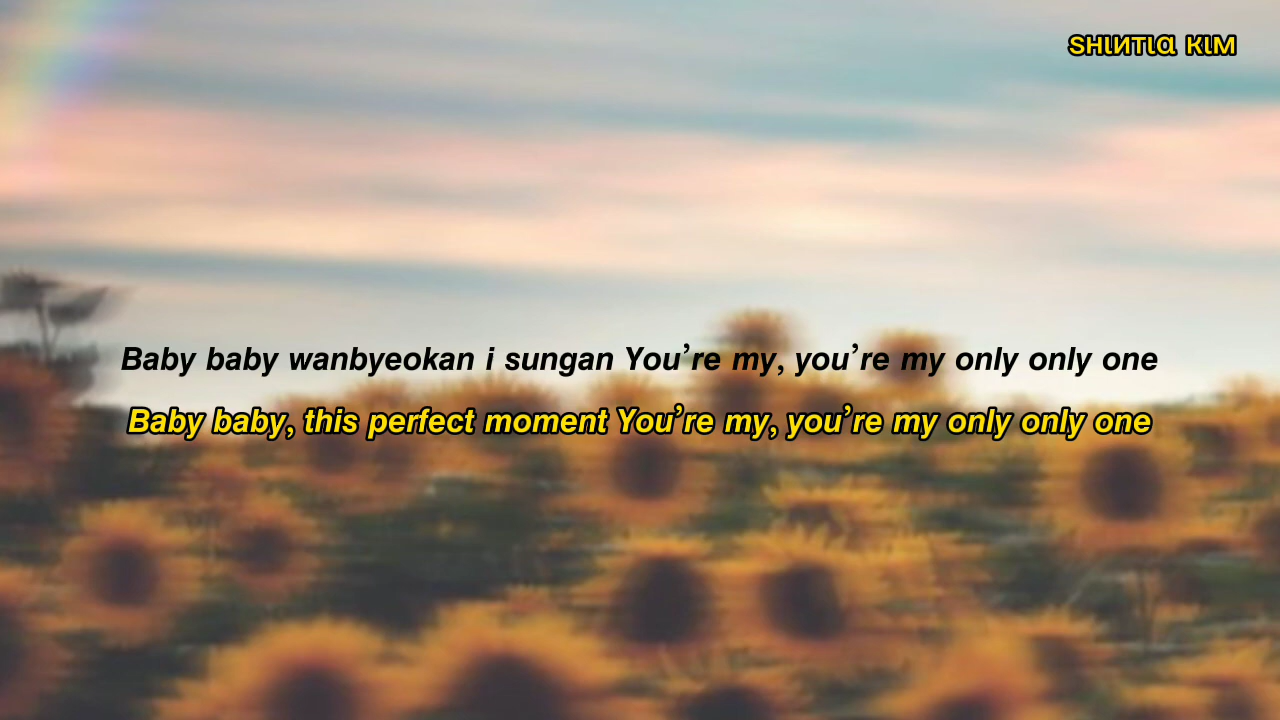 SHIИTIα KIM
Baby baby wanbyeokan i sungan You’re my, you’re my only only one
Baby baby, this perfect moment You’re my, you’re my only only one